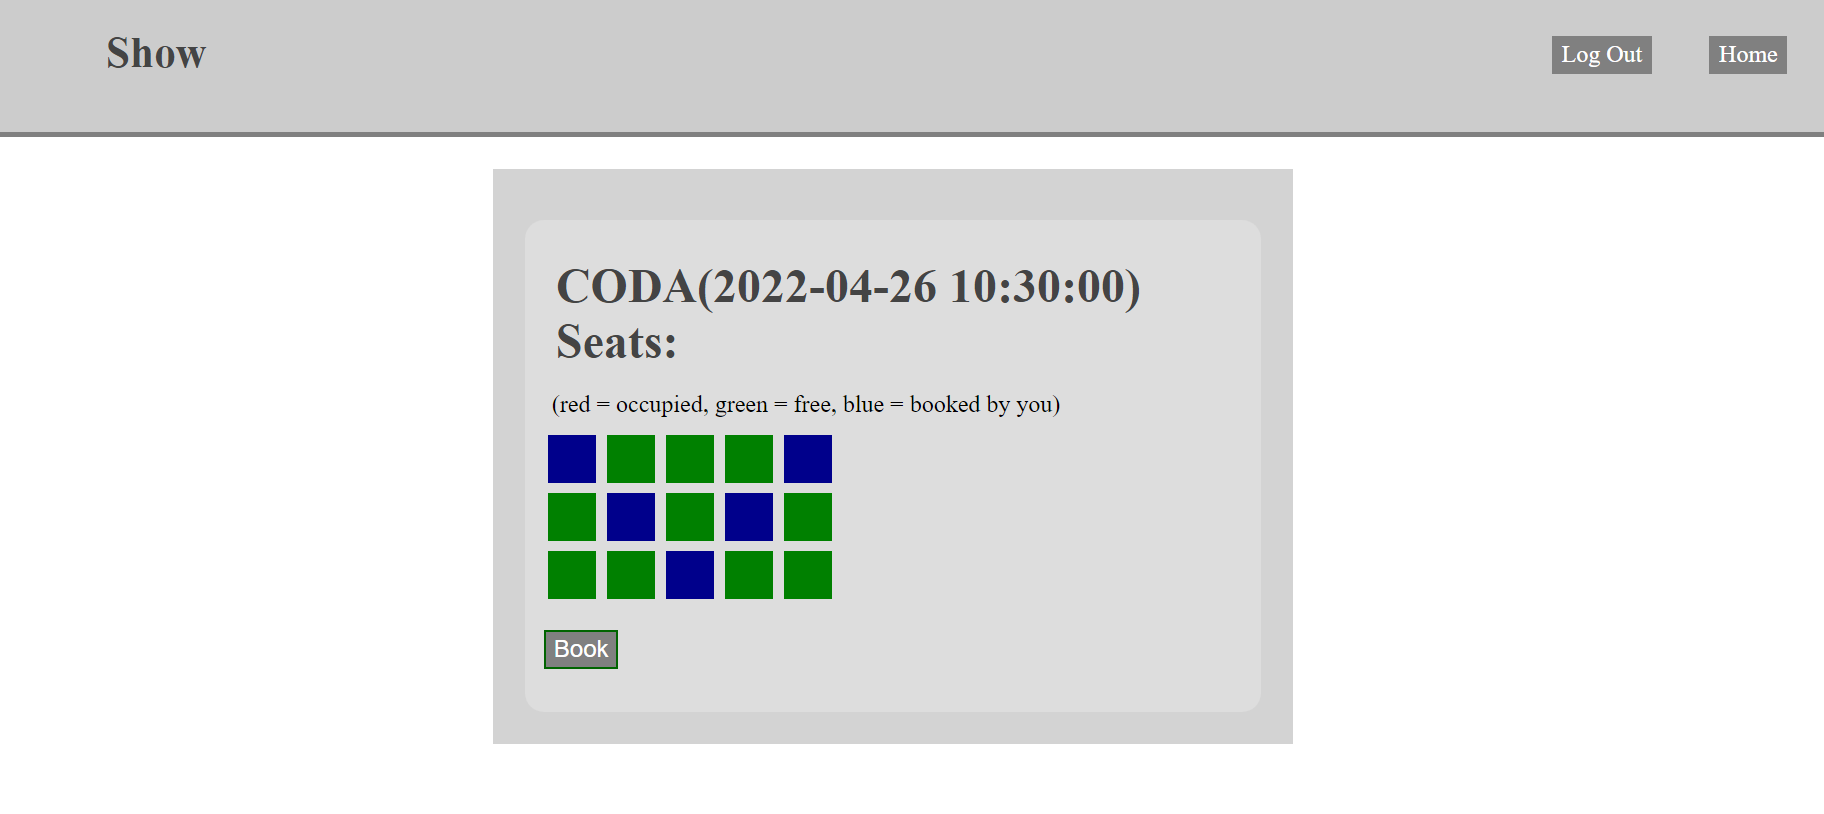 Show
Log Out
Home
CODA(2022-04-26 10:30:00)
Seats:
(red = occupied, green = free, blue = booked by you)
Book